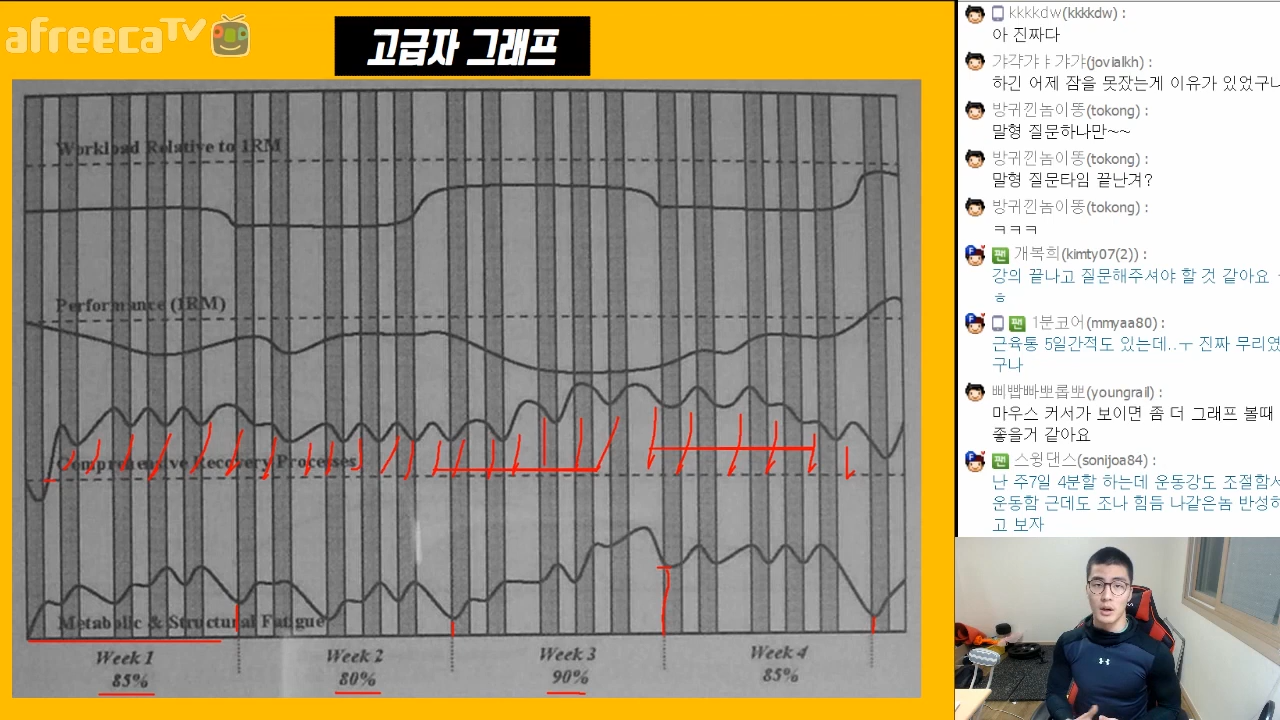 afreecaTV
고급자 그래프
Workload Relative to 1RM
Performance (1RM)
Comprehensive Recovery Processes
Metabolic & Structural Fatigue
Week 1
85%
Week 2
80%
Week 3
90%
Week 4
85%
kkkkdw(kkkkdw) :
아 진짜다
(jovialkh) :
하긴 어제 잠을 못잤는게 이유가 있었구나
방귀낀놈이똥(tokong) :
말형 질문하나만~~
방귀낀놈이똥(tokong) :
말형 질문타임 끝난겨?
방귀낀놈이똥(tokong) :
ㅋㅋㅋ
팬 개복희(kimty07(2)) :
강의 끝나고 질문해주셔야 할 것 같아요
ㅎ
팬 1분코어(mmyaa80) :
근육통 5일간적도 있는데..ㅜ 진짜 무리였
구나
삐빱빠뽀롭뽀(youngrail) :
마우스 커서가 보이면 좀 더 그래프 볼때
좋을거 같아요
팬 스윙댄스(sonijoa84) :
난 주7일 4분할 하는데 운동강도 조절함서
운동함 근데도 조나 힘듬 나같은놈 반성하
고 보자